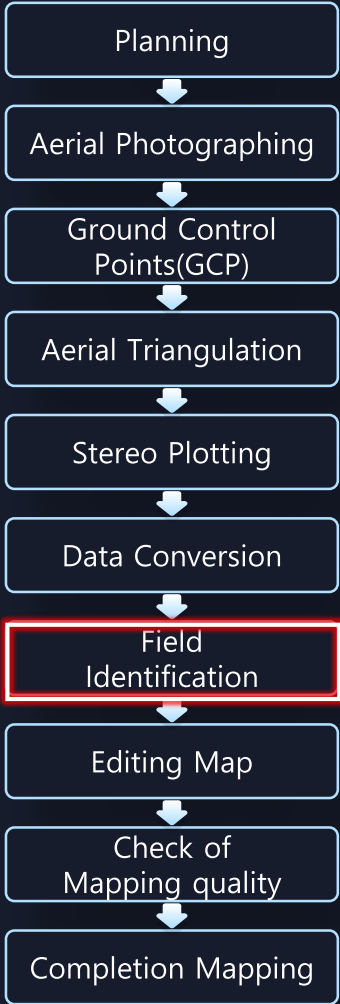 Planning
Aerial Photographing
Ground Control
Points(GCP)
Aerial Triangulation
Stereo Plotting
Data Conversion
Field
Identification
Editing Map
Check of
Mapping quality
Completion Mapping